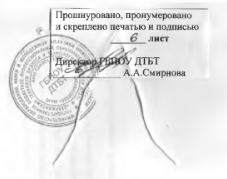 Прошнуровано, пронумеровано
и скреплено печатью и подписью
6 лист
Директор ГБПОУ ДТБТ
А.А.Смирнова